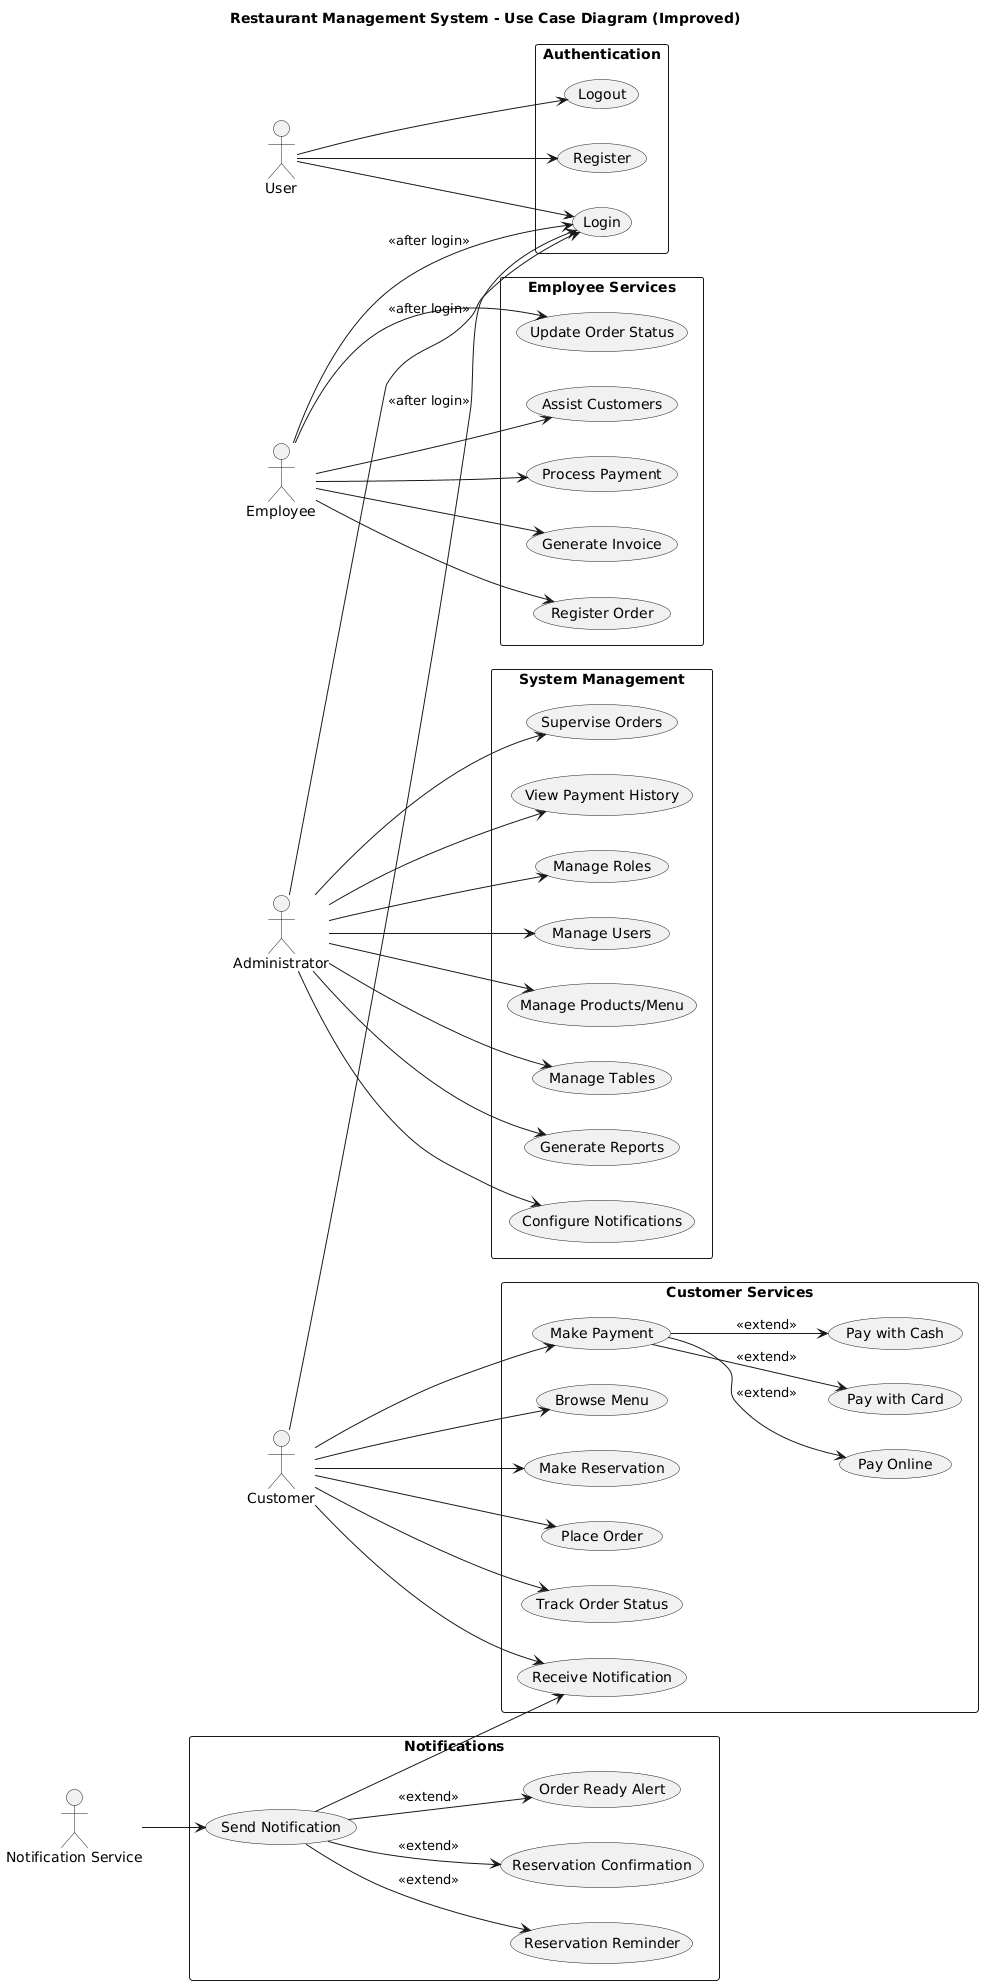 Restaurant Management System - Use Case Diagram (Improved)
Authentication
Logout
Register
Login
User
«after login»
«after login»
«after login»
Employee Services
Update Order Status
Assist Customers
Process Payment
Generate Invoice
Register Order
Employee
System Management
Supervise Orders
View Payment History
Manage Roles
Manage Users
Manage Products/Menu
Manage Tables
Generate Reports
Configure Notifications
Administrator
Customer Services
Make Payment
«extend»
Pay with Cash
«extend»
Pay with Card
«extend»
Pay Online
Browse Menu
Make Reservation
Place Order
Track Order Status
Receive Notification
Customer
Notifications
Send Notification
Notification Service
«extend»
Order Ready Alert
«extend»
Reservation Confirmation
«extend»
Reservation Reminder